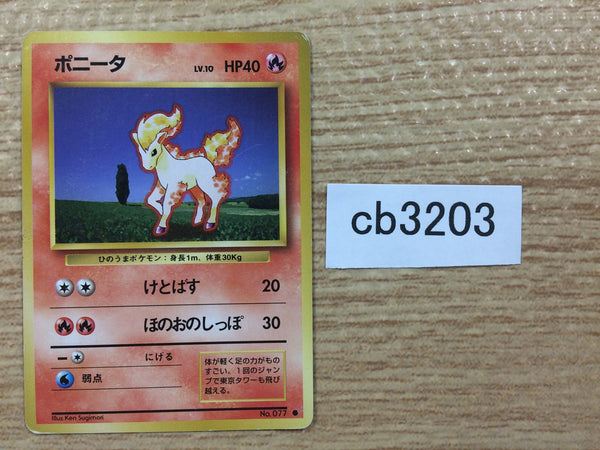 ポニータ LV.10 HP40
ひのうまポケモン：身長1m、体重30Kg
けとばす 20
ほのおのしっぽ 30
にげる
弱点
体が軽く足の力がもの
すごい。1回のジャン
プで東京タワーも飛び
越える。
Illus. Ken Sugimori No. 077
cb3203